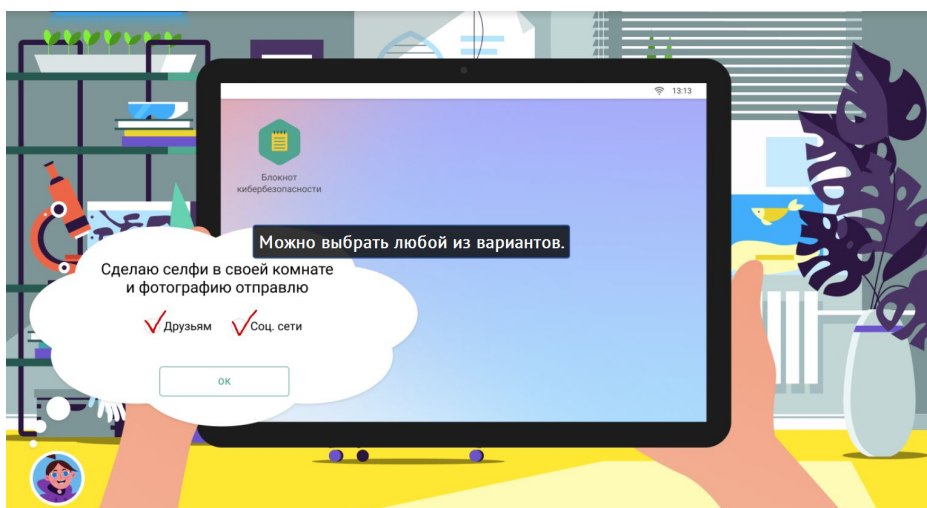 13:13
Блокнот
кибербезопасности
Можно выбрать любой из вариантов.
Сделаю селфи в своей комнате
и фотографию отправлю
Друзьям Соц. сети
ОК